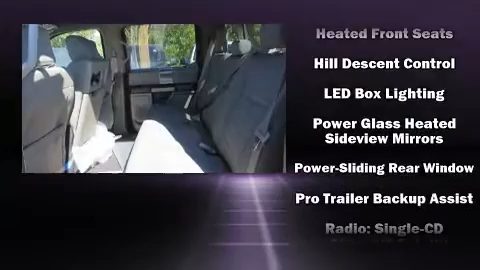 Heated Front Seats
Hill Descent Control
LED Box Lighting
Power Glass Heated
Sideview Mirrors
Power-Sliding Rear Window
Pro Trailer Backup Assist
Radio: Single-CD